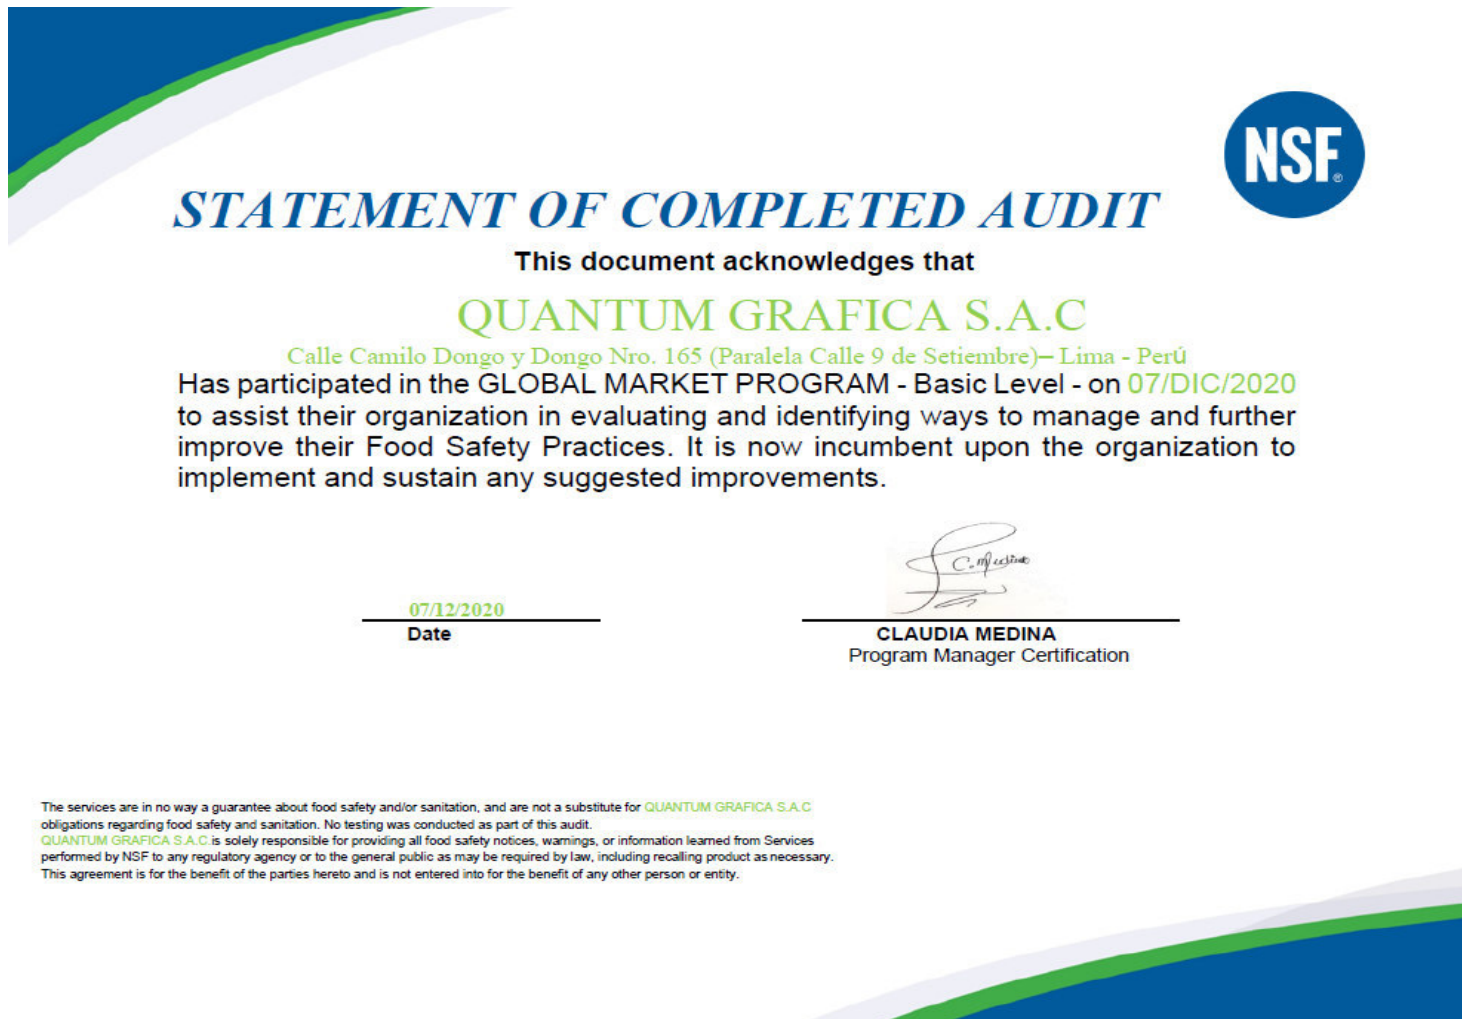 NSF®
STATEMENT OF COMPLETED AUDIT
This document acknowledges that
QUANTUM GRAFICA S.A.C
Calle Camilo Dongo y Dongo Nro. 165 (Paralela Calle 9 de Setiembre)– Lima - Perú
Has participated in the GLOBAL MARKET PROGRAM - Basic Level - on 07/DIC/2020
to assist their organization in evaluating and identifying ways to manage and further
improve their Food Safety Practices. It is now incumbent upon the organization to
implement and sustain any suggested improvements.
C. Medina
07/12/2020
Date
CLAUDIA MEDINA
Program Manager Certification
The services are in no way a guarantee about food safety and/or sanitation, and are not a substitute for QUANTUM GRAFICA S.A.C
obligations regarding food safety and sanitation. No testing was conducted as part of this audit.
QUANTUM GRAFICA S.A.C.is solely responsible for providing all food safety notices, warnings, or information learned from Services
performed by NSF to any regulatory agency or to the general public as may be required by law, including recalling product as necessary.
This agreement is for the benefit of the parties hereto and is not entered into for the benefit of any other person or entity.